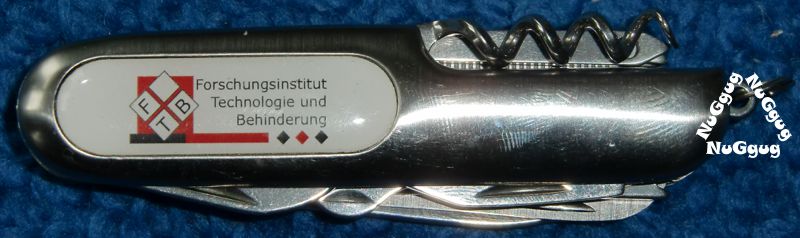 F
T B
Forschungsinstitut
Technologie und
Behinderung
NuGgug
NuGgug
NuGgug